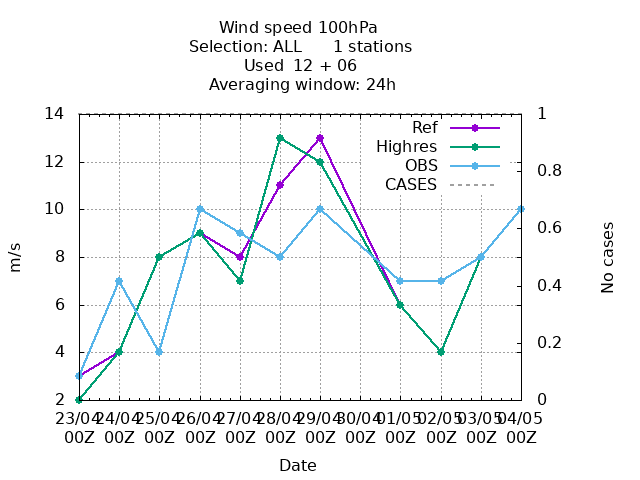 Wind speed 100hPa
Selection: ALL 1 stations
Used 12 + 06
Averaging window: 24h
14
12
10
8
6
4
2
m/s
1
0.8
0.6
0.4
0.2
0
No cases
Ref
Highres
OBS
CASES
23/04 24/04 25/04 26/04 27/04 28/04 29/04 30/04 01/05 02/05 03/05 04/05
00Z 00Z 00Z 00Z 00Z 00Z 00Z 00Z 00Z 00Z 00Z 00Z
Date